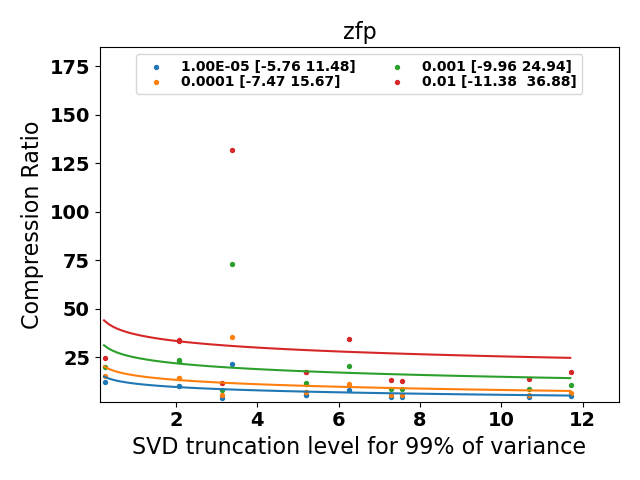 zfp
1.00E-05 [-5.76 11.48]
0.0001 [-7.47 15.67]
0.001 [-9.96 24.94]
0.01 [-11.38  36.88]
Compression Ratio
175
150
125
100
75
50
25
2 4 6 8 10 12
SVD truncation level for 99% of variance